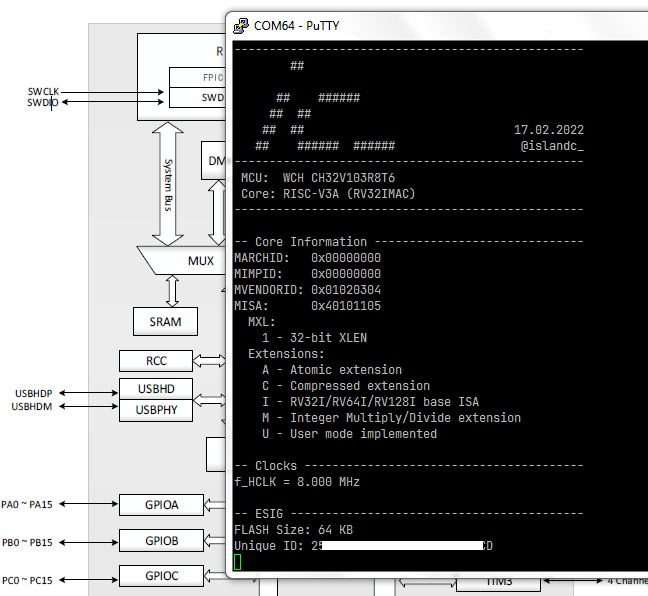 COM64 - PuTTY
----------------------------------------------------
##
## ######
## ##
## ## 17.02.2022
## ###### ###### @islandc_
----------------------------------------------------
MCU: WCH CH32V103R8T6
Core: RISC-V3A (RV32IMAC)
----------------------------------------------------
-- Core Information --------------------------------
MARCHID: 0x00000000
MIMPID: 0x00000000
MVENDORID: 0x01020304
MISA: 0x40101105
MXL:
1 - 32-bit XLEN
Extensions:
A - Atomic extension
C - Compressed extension
I - RV32I/RV64I/RV128I base ISA
M - Integer Multiply/Divide extension
U - User mode implemented
-- Clocks ------------------------------------------
f_HCLK = 8.000 MHz
-- ESIG --------------------------------------------
FLASH Size: 64 KB
Unique ID: 25 CD
R
FPIC
SWCLK
SWDIO
SWD
System Bus
DM
MUX
SRAM
RCC
USBHDP
USBHD
USBHDM
USBPHY
PA0 ~ PA15
GPIOA
PB0 ~ PB15
GPIOB
PC0 ~ PC15
GPIOC
TIM3
4 Channe